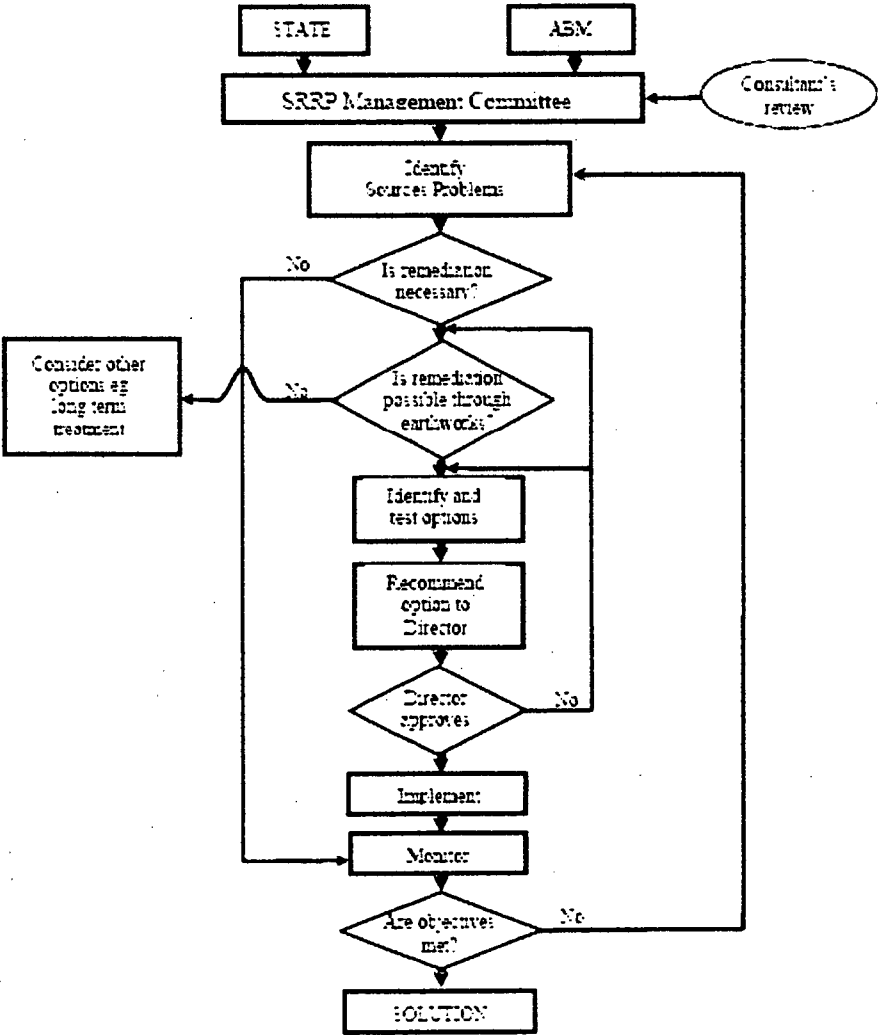 STATE
ABM
SRRP Management Committee
Consultant's
review
Identify
Sources Problems
No
Is remediation
necessary?
Consider other
options eg
long term
treatment
No
Is remediation
possible through
earthworks?
Identify and
test options
Recommend
option to
Director
Director
approves
No
Implement
Monitor
Are objectives
met?
No
SOLUTION